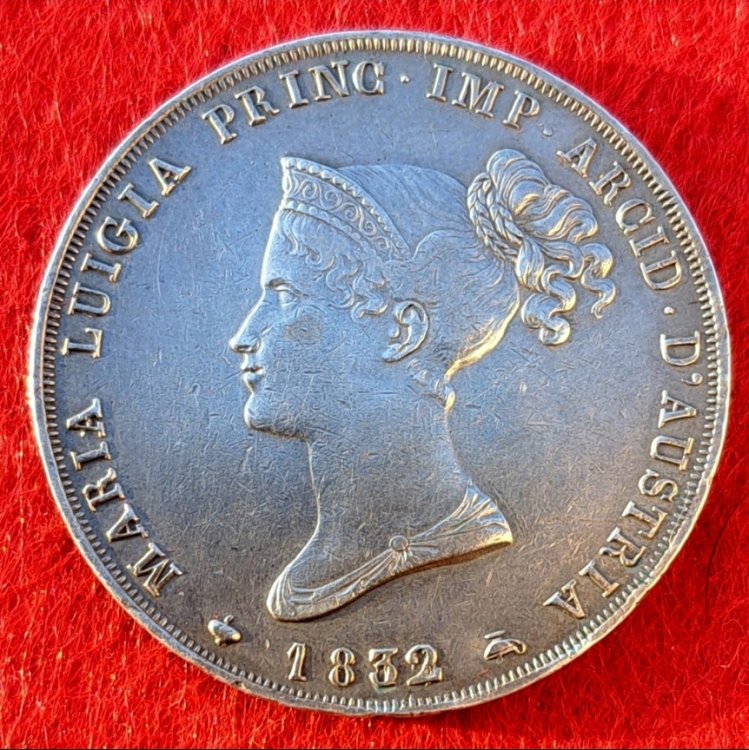 MARIA LUIGIA PRINC · IMP · ARCID · D'AUSTRIA
1832